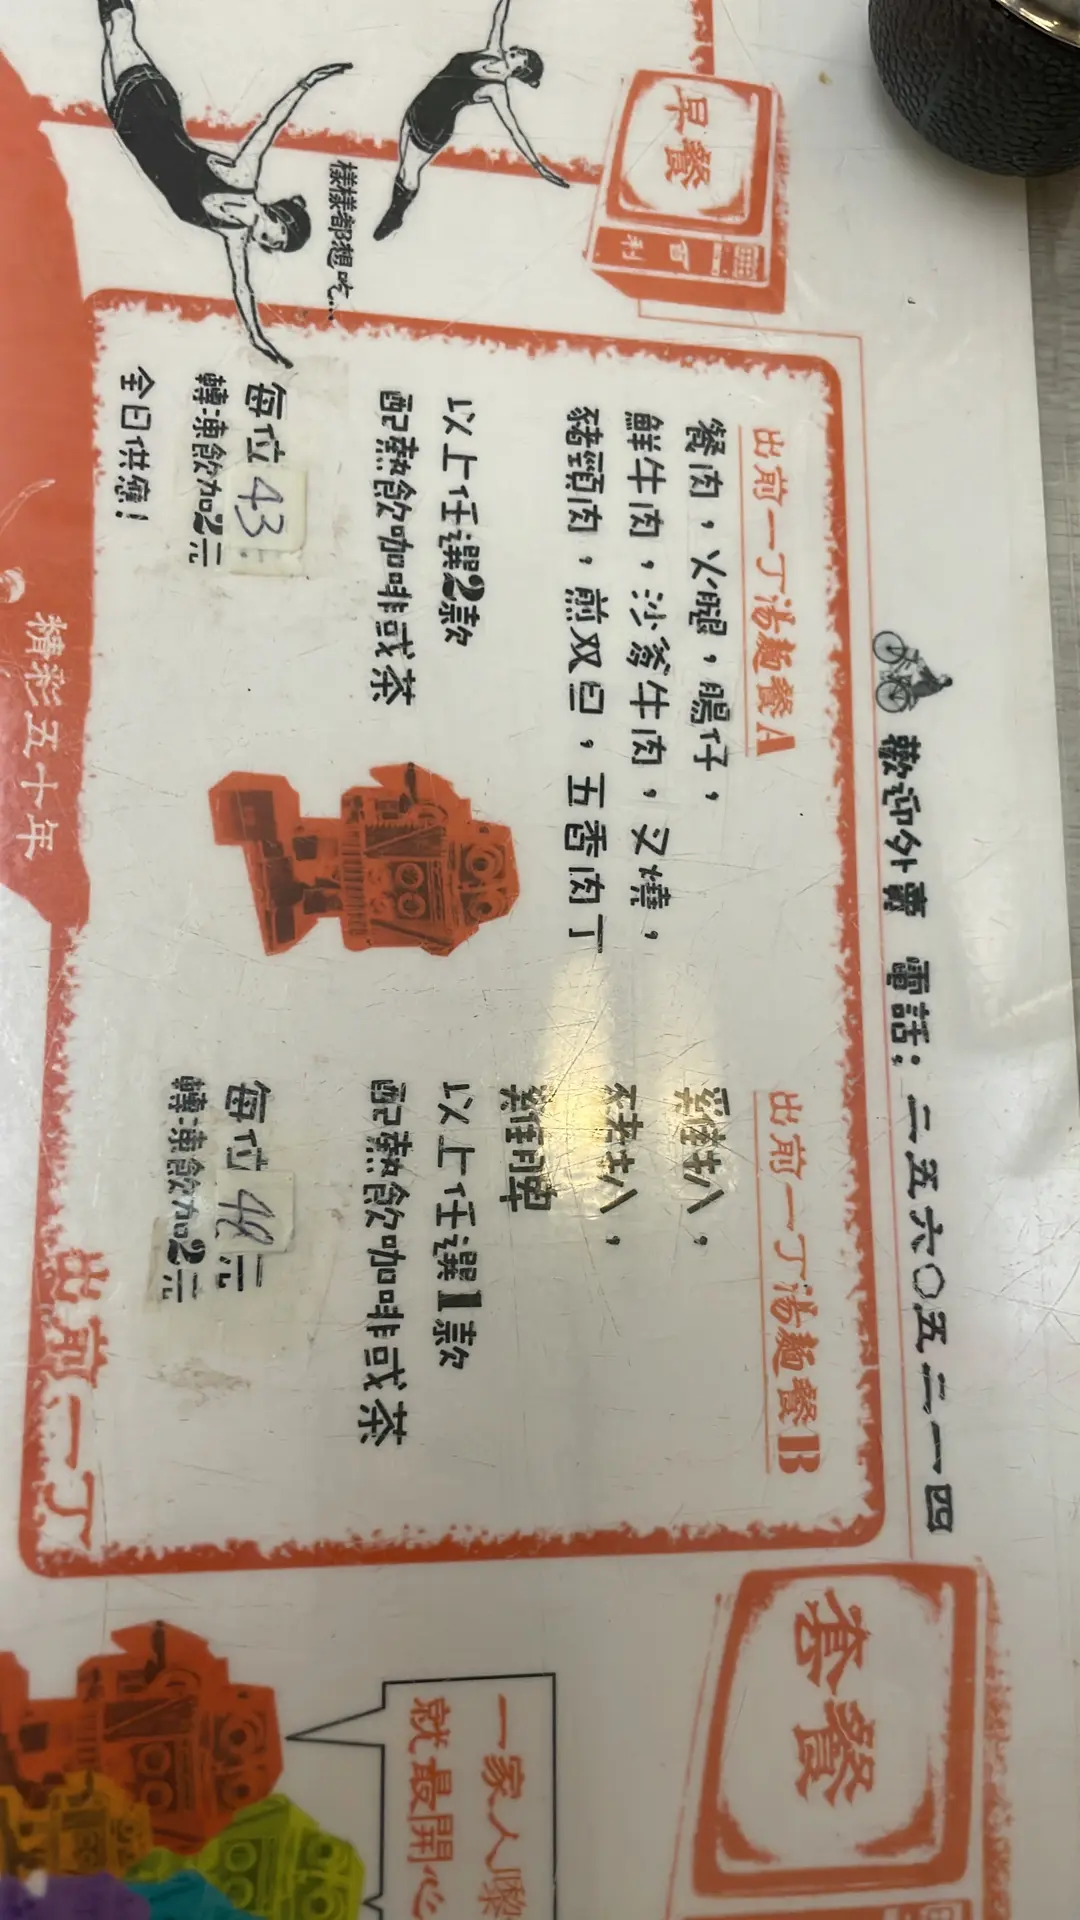 歡迎外賣 電話：二五六〇五二一四
早餐
樣樣都想吃...
出前一丁湯麵餐A
餐肉，火腿，腸仔，
鮮牛肉，沙爹牛肉，叉燒，
豬頸肉，煎双旦，五香肉丁
以上任選2款
配熱飲咖啡或茶
每位43
轉凍飲加2元
全日供應！
出前一丁湯麵餐B
雞扒，
豬扒，
以上任選1款
配熱飲咖啡或茶
每位48元
轉凍飲加2元
出前一丁
精彩五十年
套餐
一家人㗎
就最開心